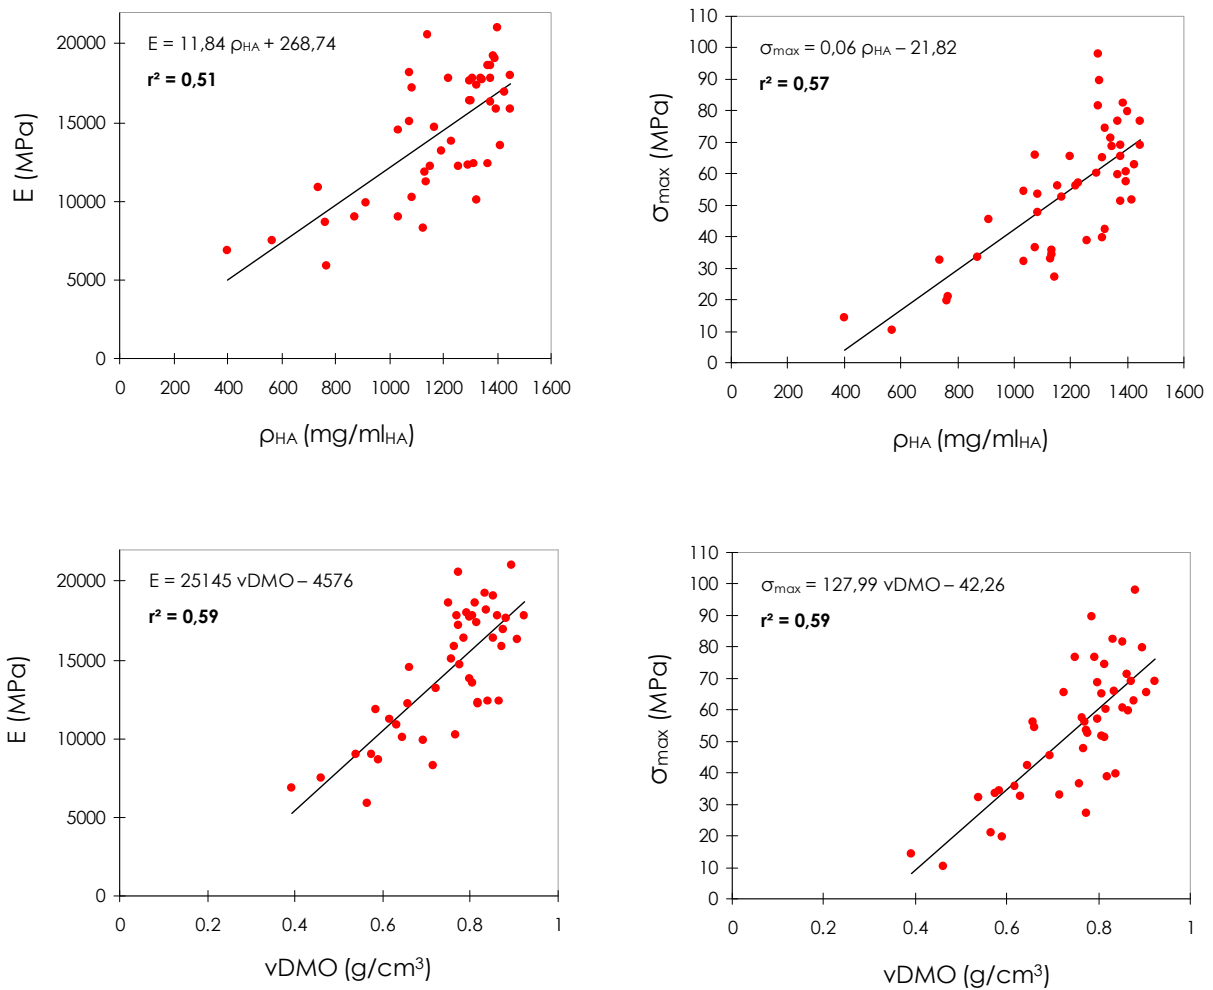 E = 11,84 ρHA + 268,74
r² = 0,51
20000
15000
10000
5000
0
E (MPa)
0 200 400 600 800 1000 1200 1400 1600
ρHA (mg/mlHA)
σmax = 0,06 ρHA – 21,82
r² = 0,57
110
100
90
80
70
60
50
40
30
20
10
0
σmax (MPa)
0 200 400 600 800 1000 1200 1400 1600
ρHA (mg/mlHA)
E = 25145 vDMO – 4576
r² = 0,59
20000
15000
10000
5000
0
E (MPa)
0 0.2 0.4 0.6 0.8 1
vDMO (g/cm³)
σmax = 127,99 vDMO – 42,26
r² = 0,59
110
100
90
80
70
60
50
40
30
20
10
0
σmax (MPa)
0 0.2 0.4 0.6 0.8 1
vDMO (g/cm³)